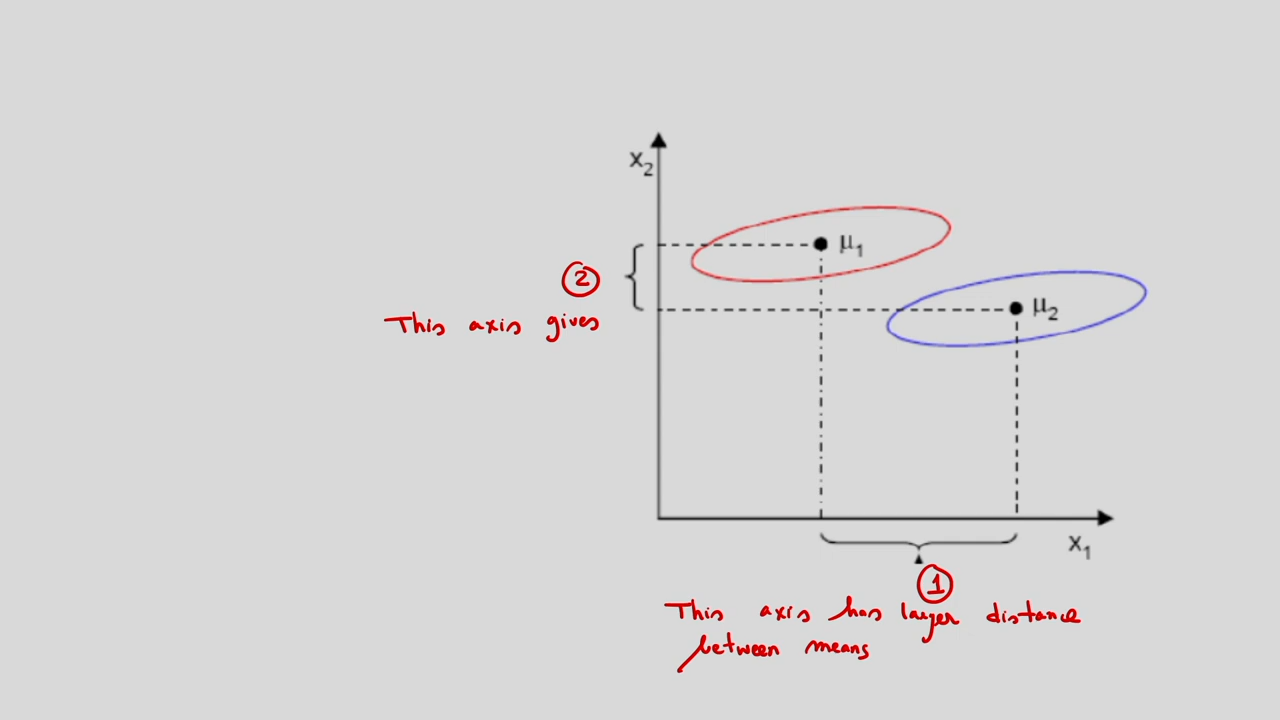 x₂
μ₁
②
This axis gives
μ₂
x₁
①
This axis has larger distance
between means